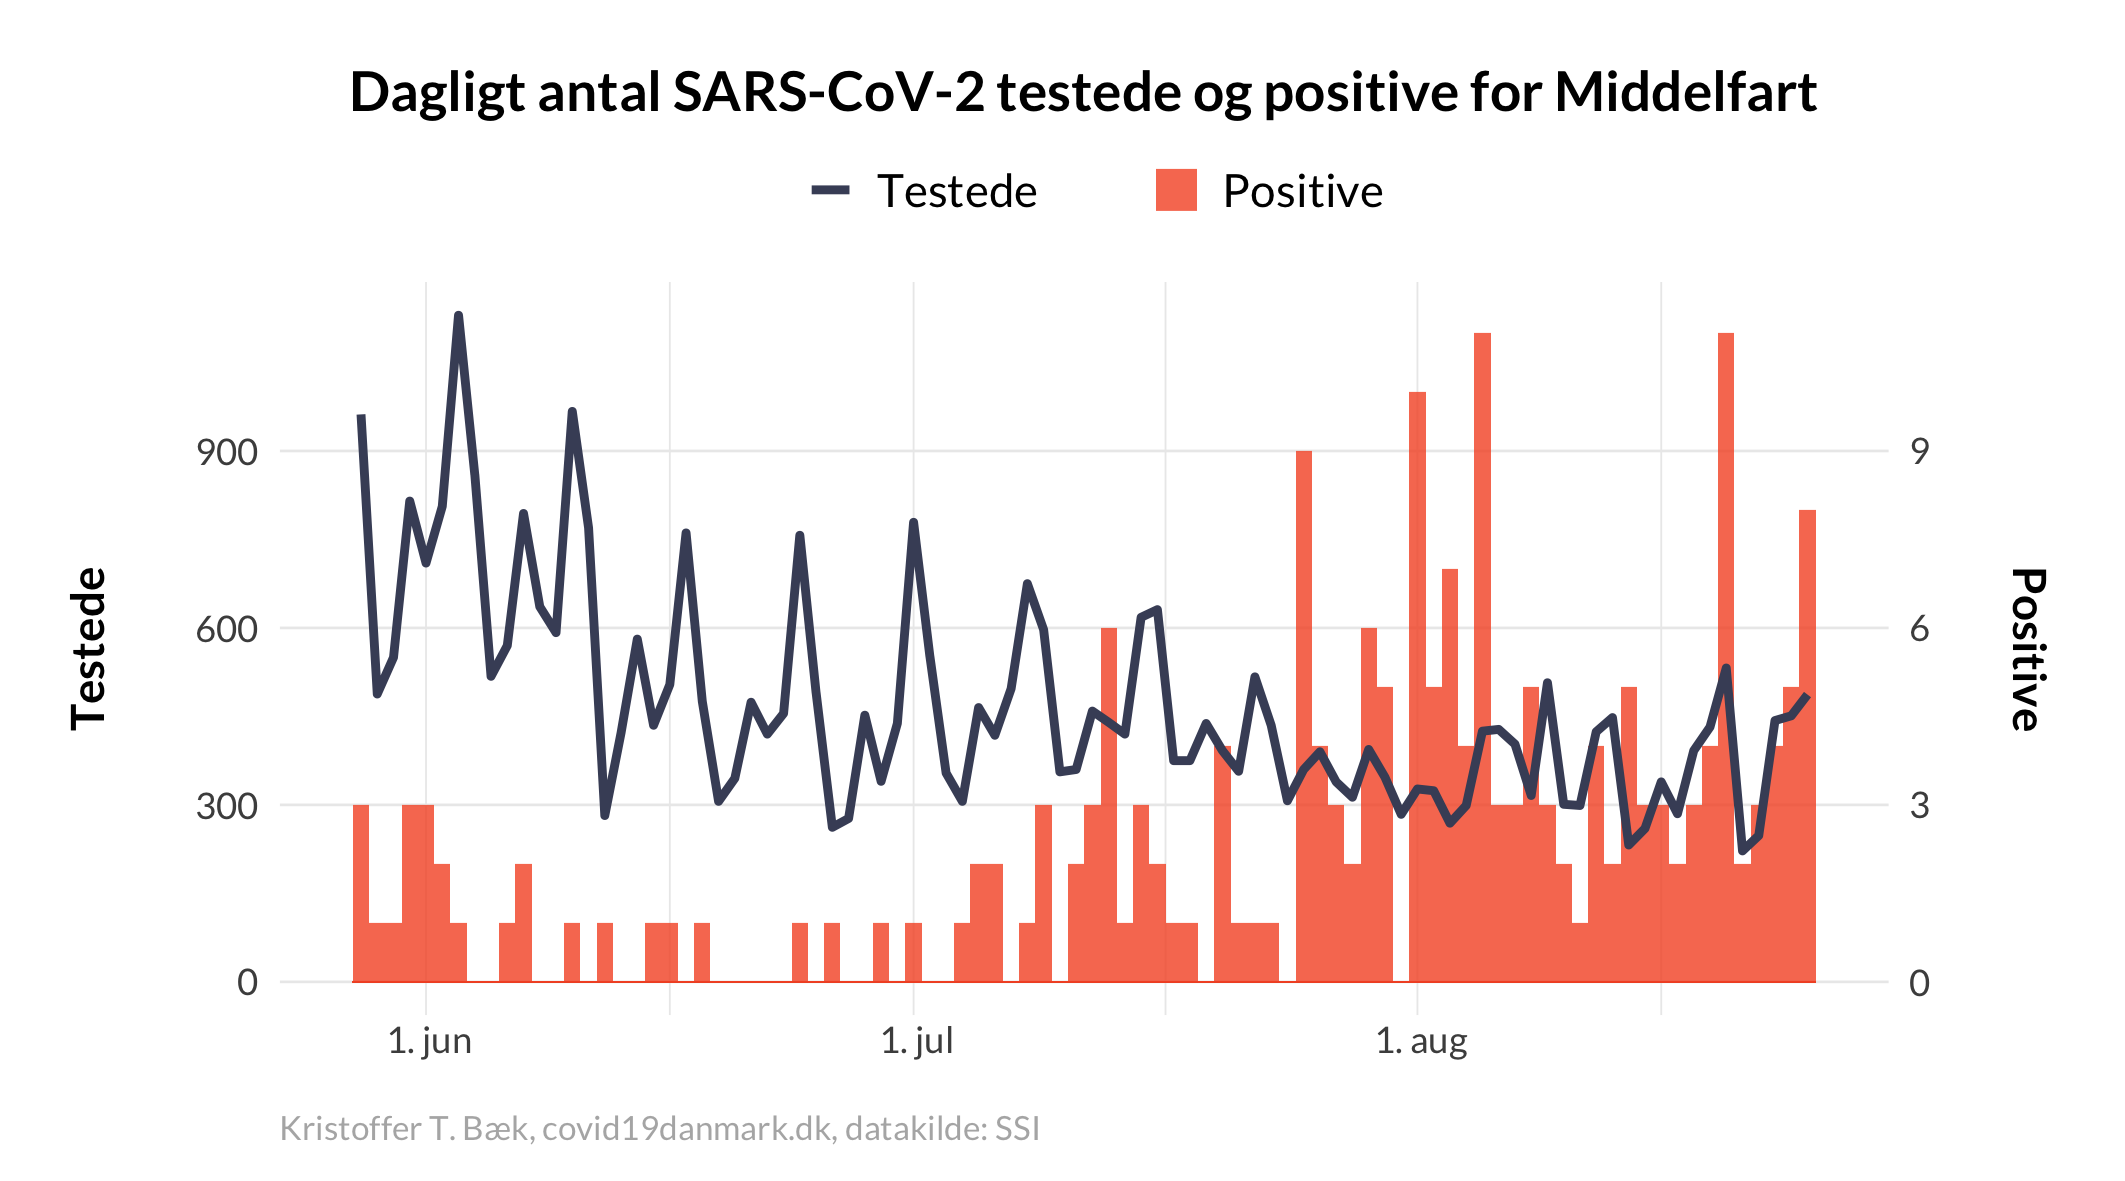 Dagligt antal SARS-CoV-2 testede og positive for Middelfart
Testede
Positive
Testede
900
600
300
0
9
6
3
0
Positive
1. jun
1. jul
1. aug
Kristoffer T. Bæk, covid19danmark.dk, datakilde: SSI